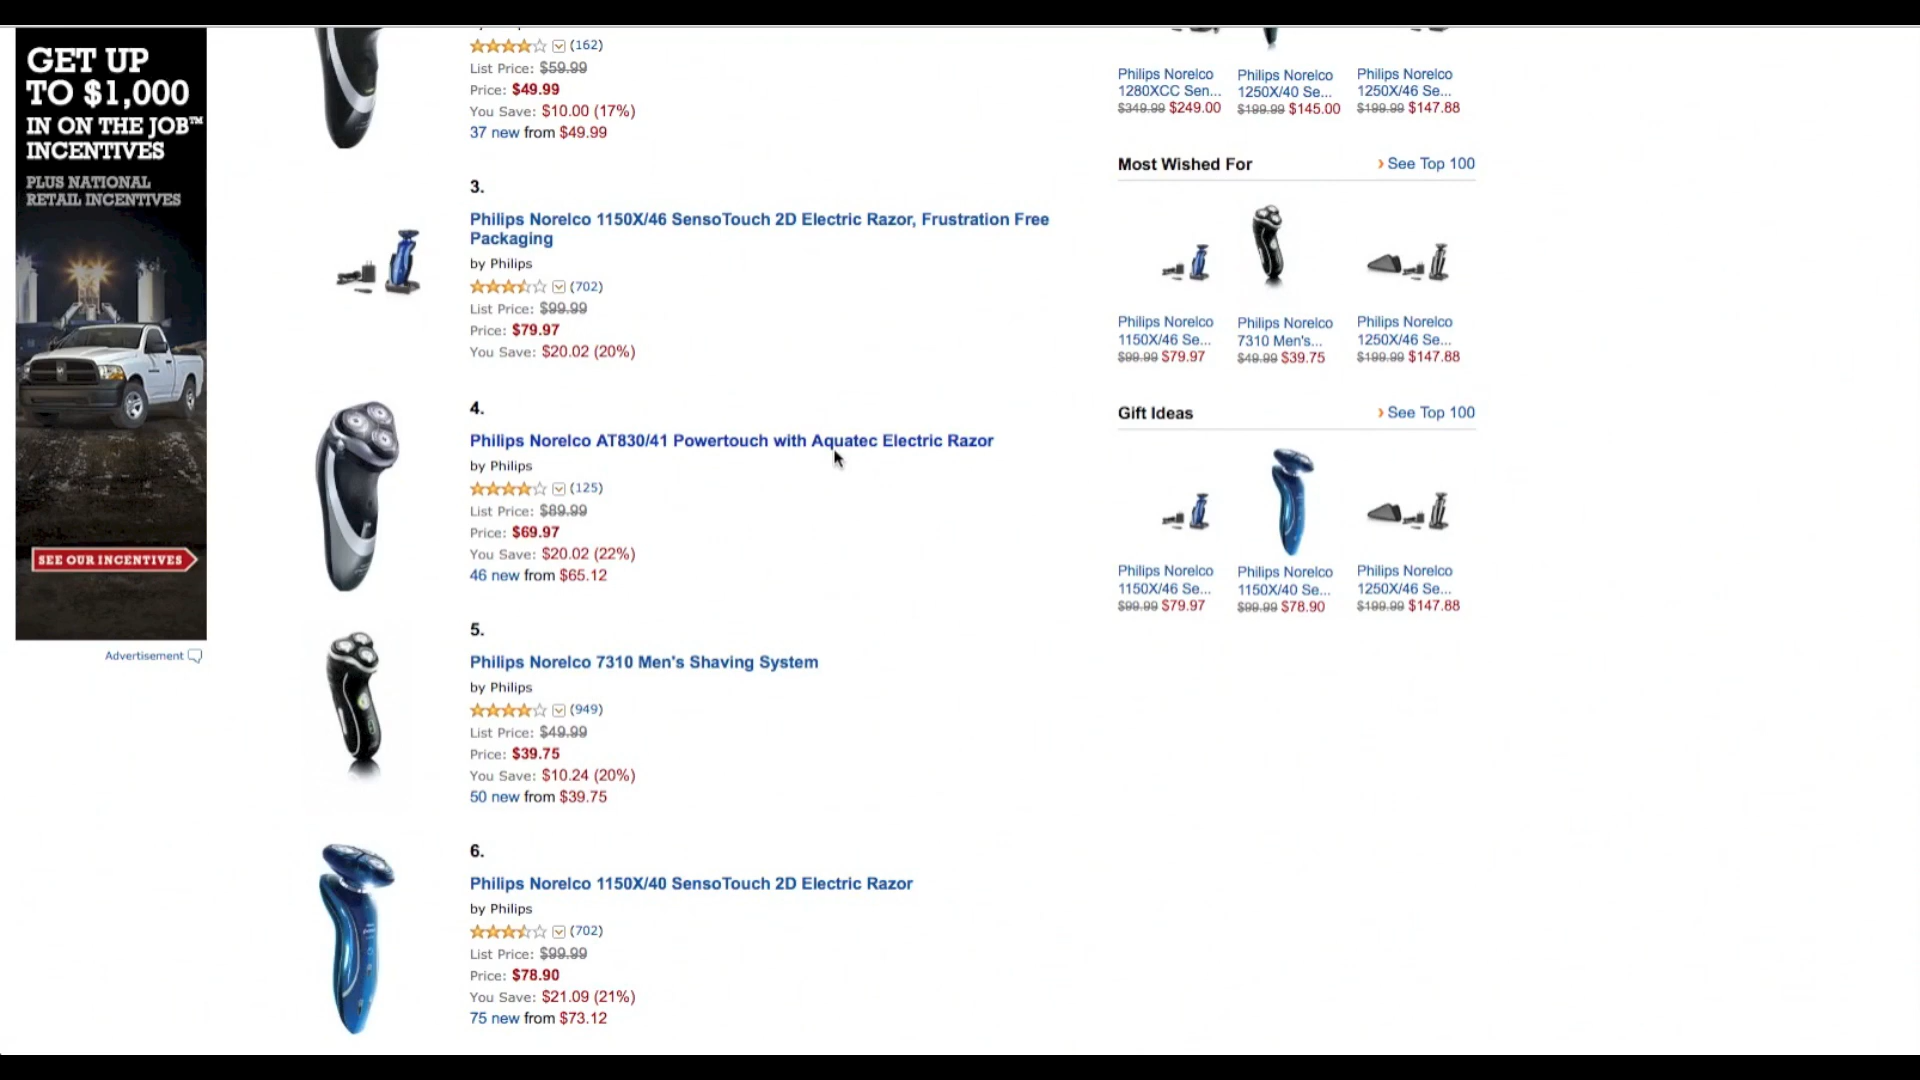 GET UP
TO $1,000
IN ON THE JOB™
INCENTIVES
PLUS NATIONAL
RETAIL INCENTIVES
SEE OUR INCENTIVES
Advertisement
(162)
List Price: $59.99
Price: $49.99
You Save: $10.00 (17%)
37 new from $49.99
3.
Philips Norelco 1150X/46 SensoTouch 2D Electric Razor, Frustration Free
Packaging
by Philips
(702)
List Price: $99.99
Price: $79.97
You Save: $20.02 (20%)
4.
Philips Norelco AT830/41 Powertouch with Aquatec Electric Razor
by Philips
(125)
List Price: $89.99
Price: $69.97
You Save: $20.02 (22%)
46 new from $65.12
5.
Philips Norelco 7310 Men's Shaving System
by Philips
(949)
List Price: $49.99
Price: $39.75
You Save: $10.24 (20%)
50 new from $39.75
6.
Philips Norelco 1150X/40 SensoTouch 2D Electric Razor
by Philips
(702)
List Price: $99.99
Price: $78.90
You Save: $21.09 (21%)
75 new from $73.12
Philips Norelco
1280XCC Sen...
$349.99 $249.00
Philips Norelco
1250X/40 Se...
$199.99 $145.00
Philips Norelco
1250X/46 Se...
$199.99 $147.88
Most Wished For
› See Top 100
Philips Norelco
1150X/46 Se...
$99.99 $79.97
Philips Norelco
7310 Men's...
$49.99 $39.75
Philips Norelco
1250X/46 Se...
$199.99 $147.88
Gift Ideas
› See Top 100
Philips Norelco
1150X/46 Se...
$99.99 $79.97
Philips Norelco
1150X/40 Se...
$99.99 $78.90
Philips Norelco
1250X/46 Se...
$199.99 $147.88